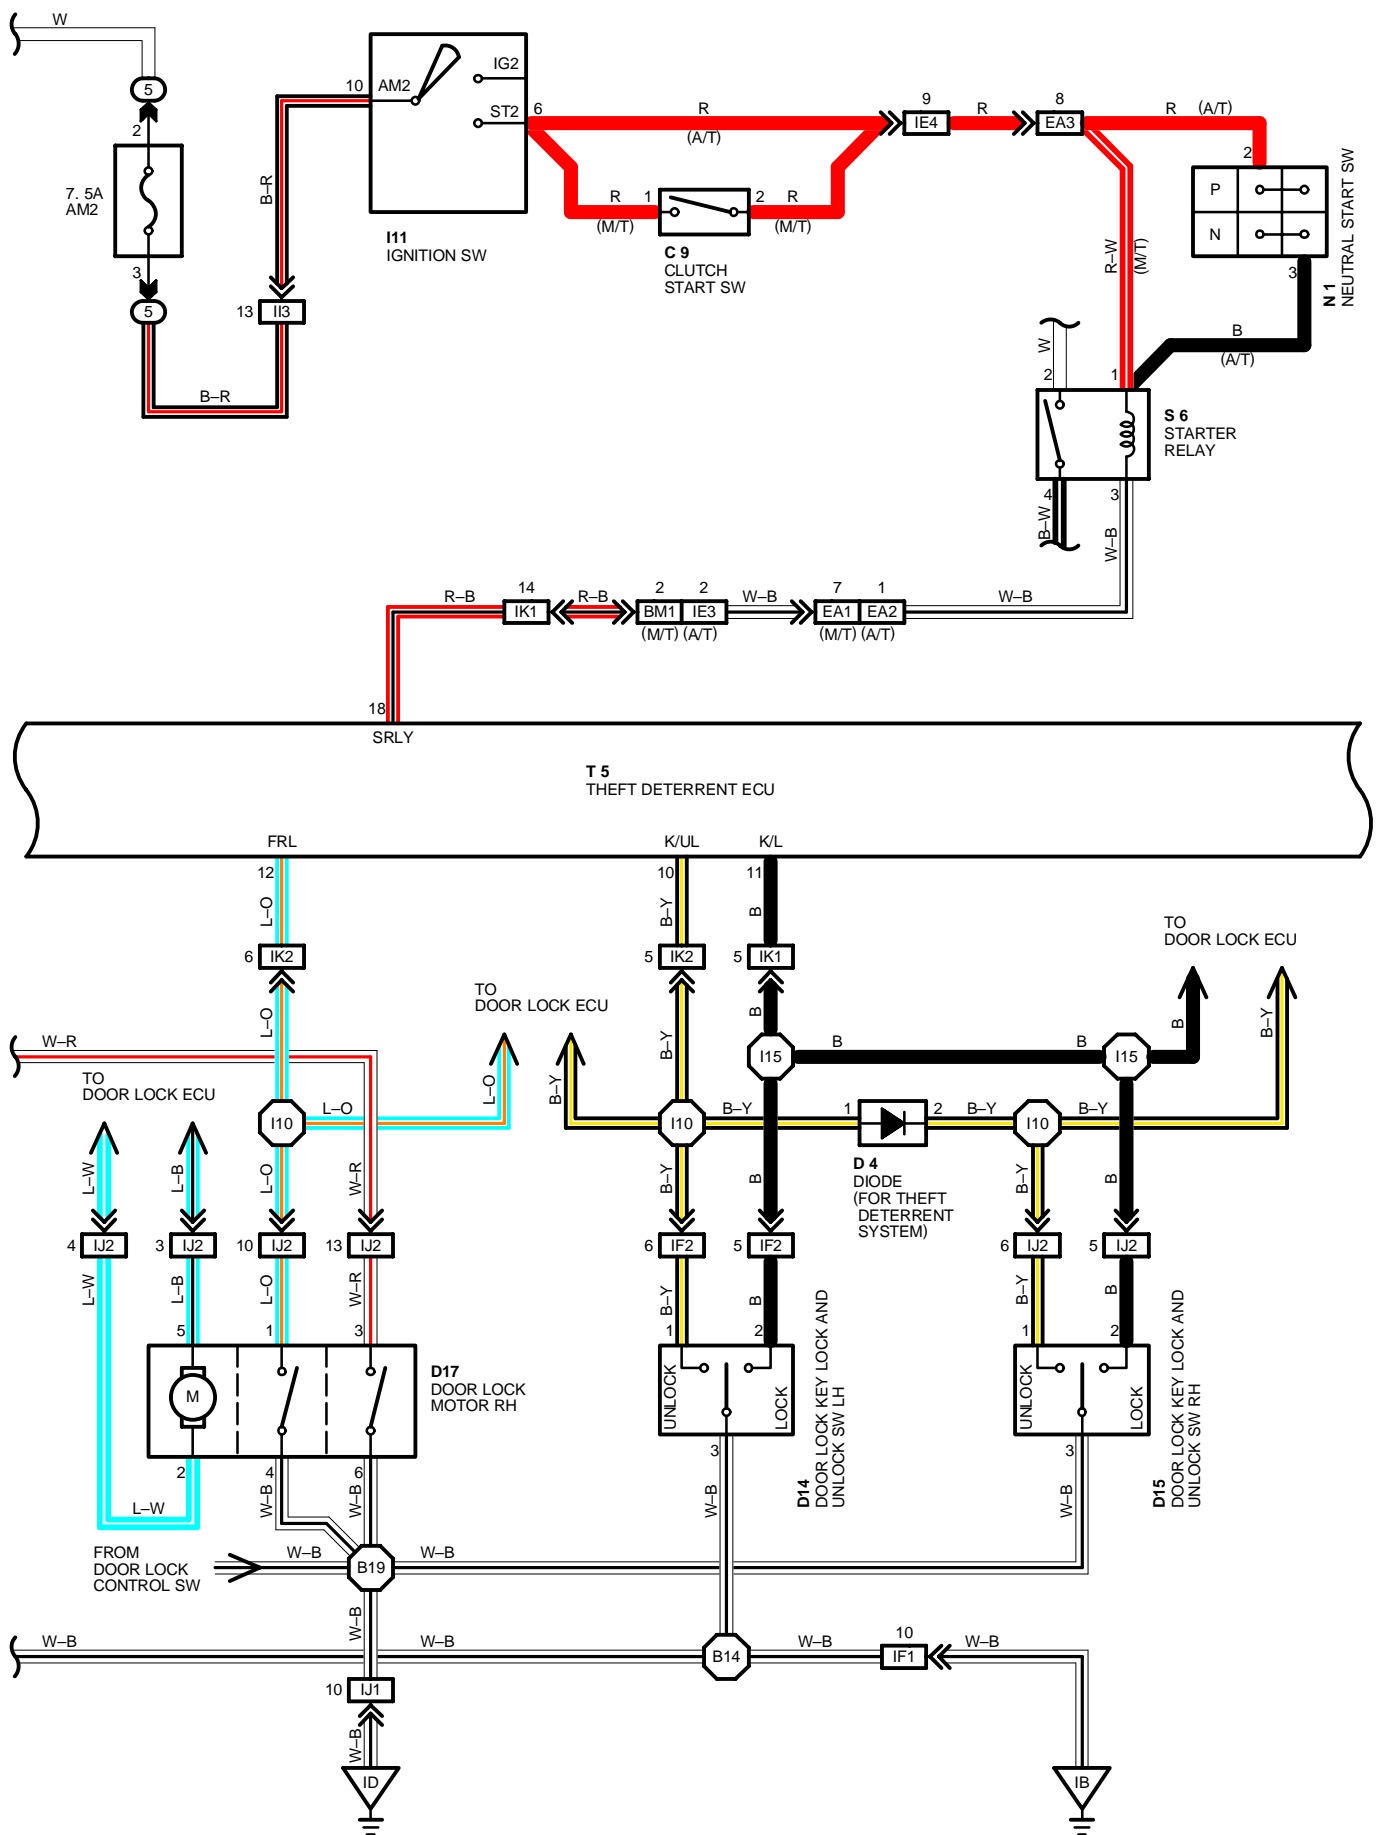 W
5
2
7. 5A
AM2
3
5
B–R
B–R
13 II3
10 AM2
IG2
ST2
6
I11
IGNITION SW
R
(A/T)
R
(M/T)
1
2
R
(M/T)
C 9
CLUTCH
START SW
9
IE4
R
8
EA3
R (A/T)
2
P
N
3
N 1
NEUTRAL START SW
R–W
(M/T)
B
(A/T)
W
2
1
S 6
STARTER
RELAY
4
3
B–W
W–B
R–B
14
IK1
R–B
2 2
BM1 IE3
(M/T) (A/T)
W–B
7 1
EA1 EA2
(M/T) (A/T)
W–B
18
SRLY
T 5
THEFT DETERRENT ECU
FRL
K/UL
K/L
12
10
11
L–O
B–Y
B
6 IK2
5 IK2
5 IK1
TO
DOOR LOCK ECU
L–O
TO
DOOR LOCK ECU
B–Y
B
B
B–Y
W–R
I15
B
B
I15
TO
DOOR LOCK ECU
L–O
B–Y
I10
L–O
I10
B–Y
1
2
B–Y
I10
B–Y
D 4
DIODE
(FOR THEFT
DETERRENT
SYSTEM)
L–W
L–B
L–O
W–R
B–Y
B
B–Y
B
4 IJ2
3 IJ2
10 IJ2
13 IJ2
6 IF2
5 IF2
6 IJ2
5 IJ2
L–W
L–B
L–O
W–R
B–Y
B
B–Y
B
5
1
3
1
2
1
2
M
D17
DOOR LOCK
MOTOR RH
UNLOCK
LOCK
D14
DOOR LOCK KEY LOCK AND
UNLOCK SW LH
UNLOCK
LOCK
D15
DOOR LOCK KEY LOCK AND
UNLOCK SW RH
2
4
6
3
3
L–W
W–B
W–B
W–B
W–B
FROM
DOOR LOCK
CONTROL SW
W–B
B19
W–B
W–B
W–B
W–B
B14
W–B
10
IF1
W–B
10 IJ1
W–B
ID
IB